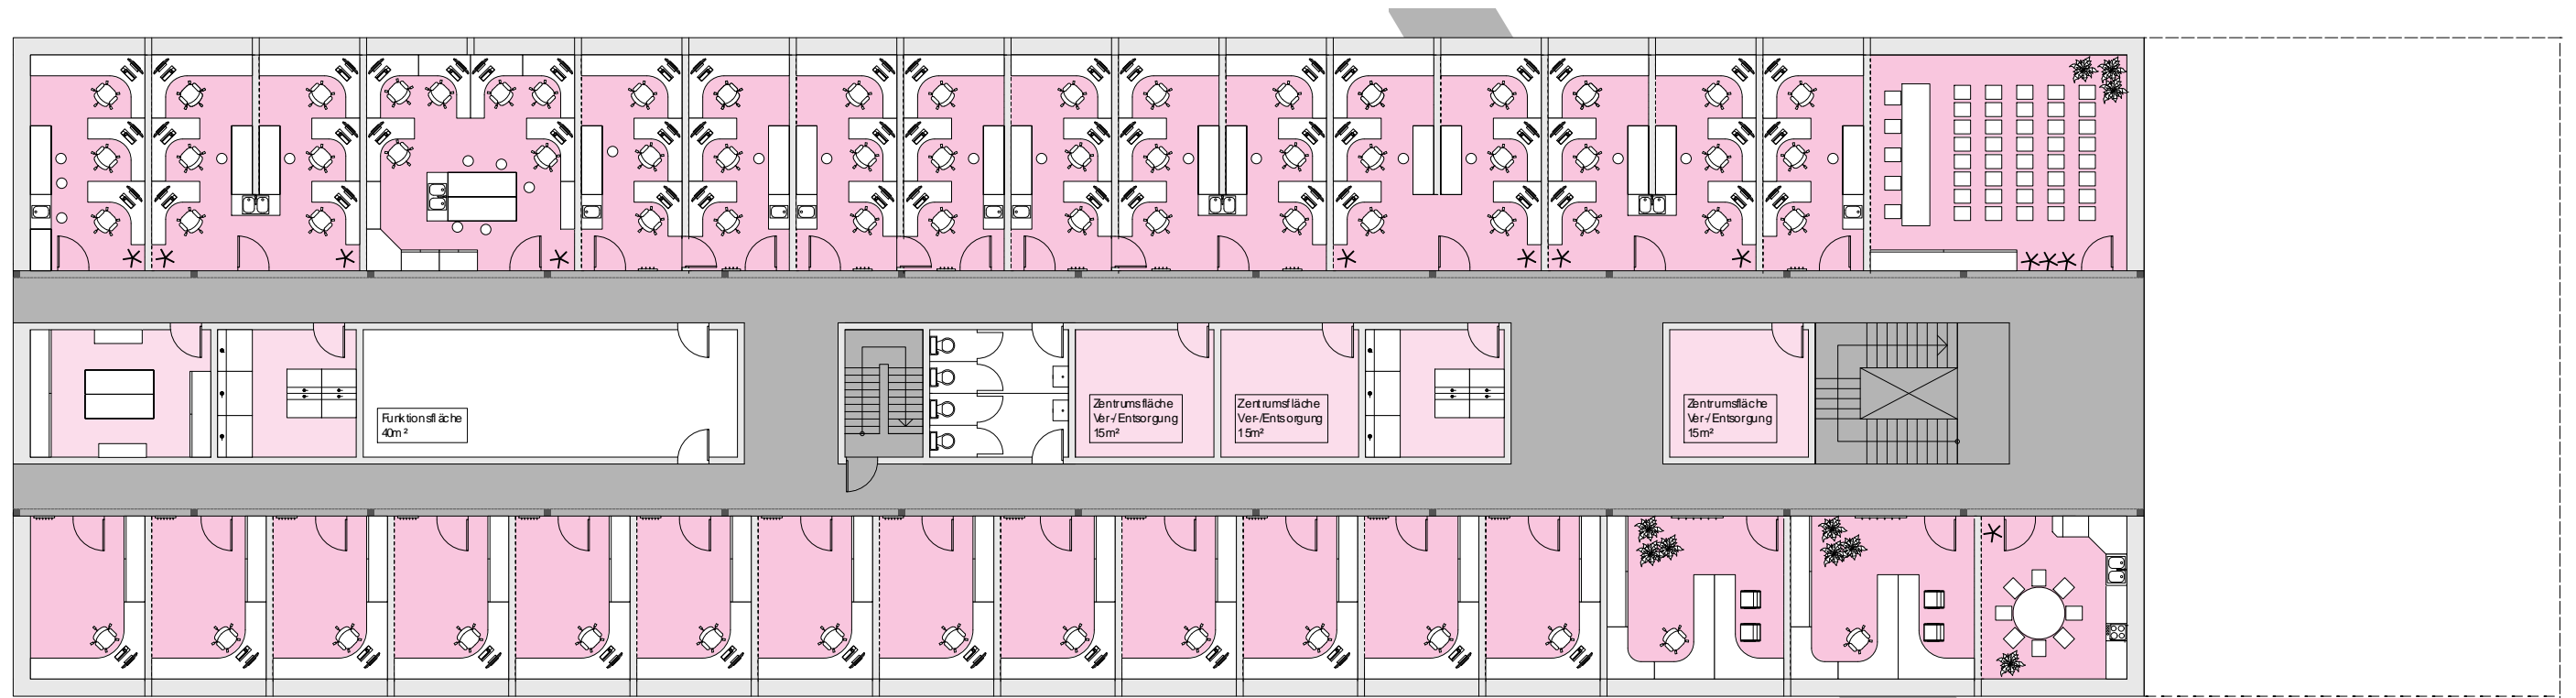 Funktionsfläche
40m²
Zentrumsfläche
Ver-/Entsorgung
15m²
Zentrumsfläche
Ver-/Entsorgung
15m²
Zentrumsfläche
Ver-/Entsorgung
15m²